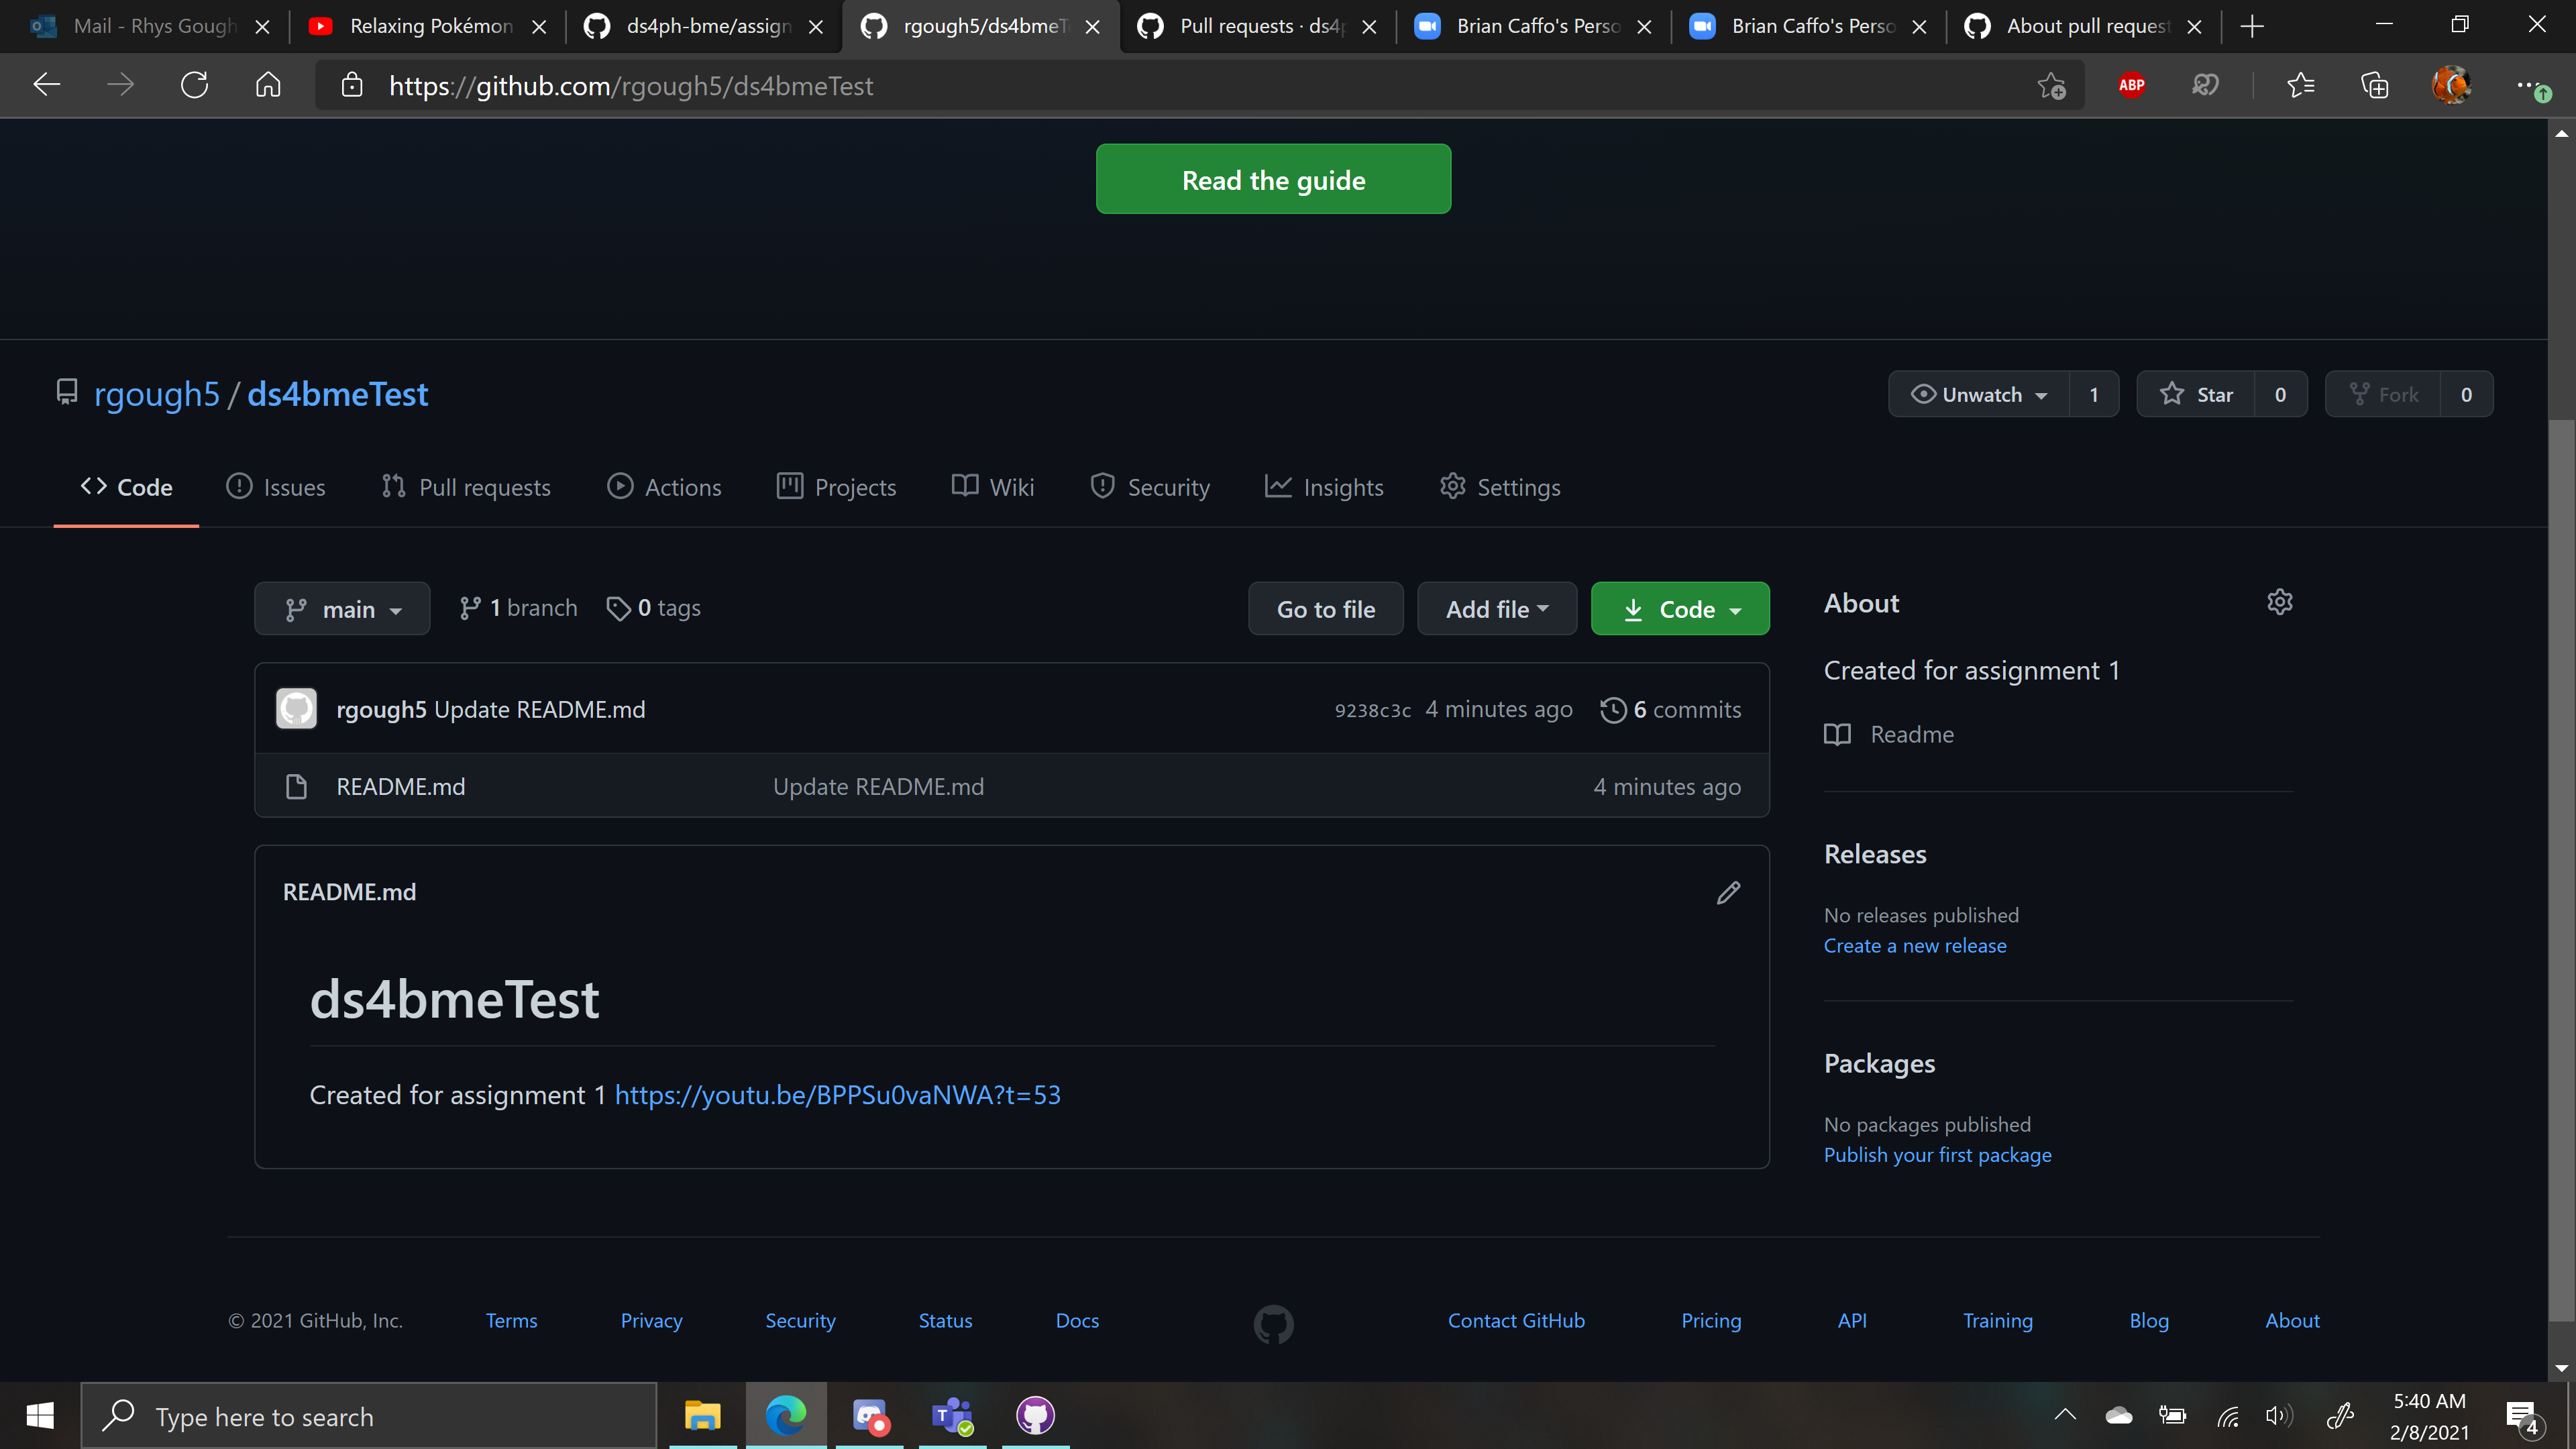 Mail - Rhys Gough
Relaxing Pokémon
ds4ph-bme/assign
rgough5/ds4bmeT
Pull requests · ds4p
Brian Caffo's Perso
Brian Caffo's Perso
About pull request
https://github.com/rgough5/ds4bmeTest
ABP
Read the guide
rgough5 / ds4bmeTest
Unwatch 1
Star 0
Fork 0
Code Issues Pull requests Actions Projects Wiki Security Insights Settings
main 1 branch 0 tags Go to file Add file Code
rgough5 Update README.md 9238c3c 4 minutes ago 6 commits
README.md Update README.md 4 minutes ago
README.md
ds4bmeTest
Created for assignment 1 https://youtu.be/BPPSu0vaNWA?t=53
About
Created for assignment 1
Readme
Releases
No releases published
Create a new release
Packages
No packages published
Publish your first package
© 2021 GitHub, Inc. Terms Privacy Security Status Docs Contact GitHub Pricing API Training Blog About
Type here to search
5:40 AM
2/8/2021
4